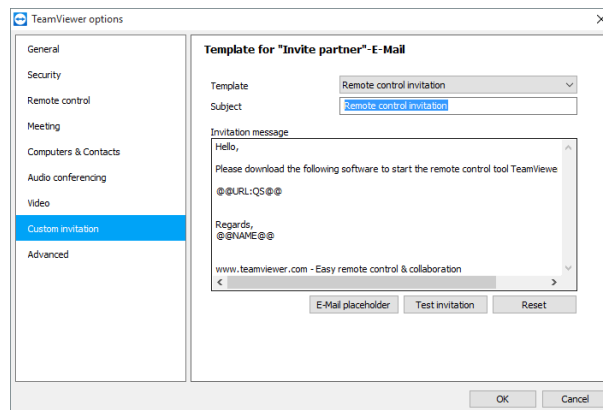 TeamViewer options
General
Security
Remote control
Meeting
Computers & Contacts
Audio conferencing
Video
Custom invitation
Advanced
Template for "Invite partner"-E-Mail
Template
Remote control invitation
Subject
Remote control invitation
Invitation message
Hello,
Please download the following software to start the remote control tool TeamViewe
@@URL:QS@@
Regards,
@@NAME@@
www.teamviewer.com - Easy remote control & collaboration
E-Mail placeholder
Test invitation
Reset
OK
Cancel